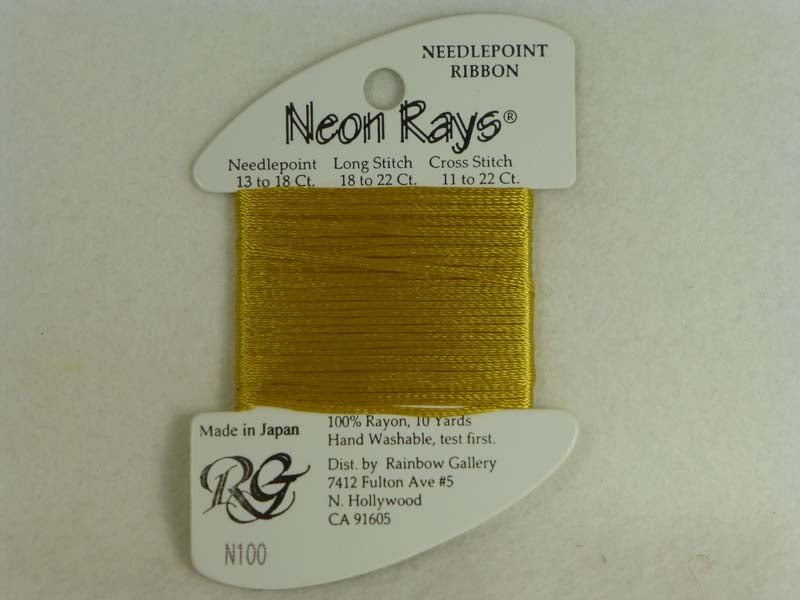 NEEDLEPOINT
RIBBON
Neon Rays®
Needlepoint Long Stitch Cross Stitch
13 to 18 Ct. 18 to 22 Ct. 11 to 22 Ct.
100% Rayon, 10 Yards
Made in Japan Hand Washable, test first.
Dist. by Rainbow Gallery
RG 7412 Fulton Ave #5
N. Hollywood
CA 91605
N100